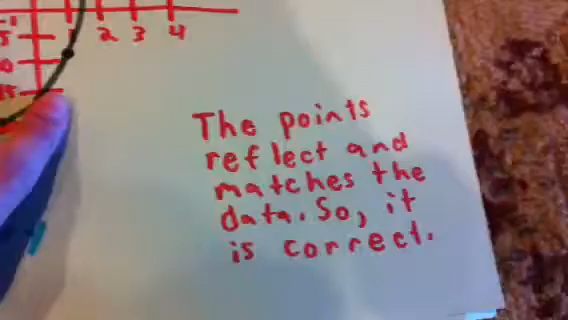 1 2 3 4
The points
reflect and
matches the
data. So, it
is correct.